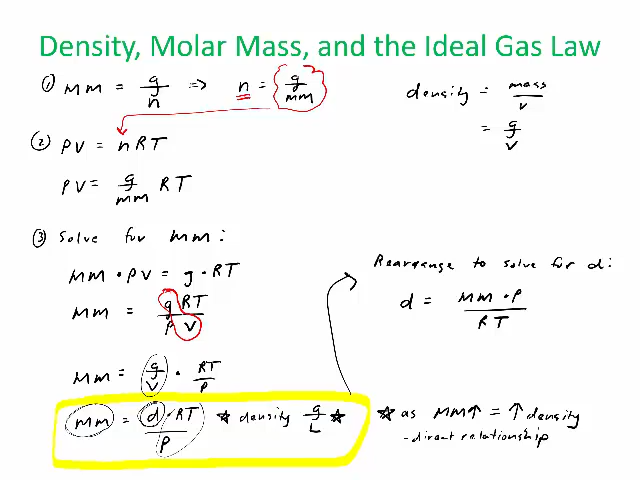 Density, Molar Mass, and the Ideal Gas Law
① MM = g/n => n = g/MM
density = mass/V
= g/V
② PV = nRT
PV = g/MM RT
③ Solve for MM:
MM • PV = g • RT
MM = gRT/PV
MM = g/V • RT/P
MM = d • RT/P ☆ density g/L ☆
Rearrange to solve for d:
d = MM • P/RT
☆ as MM↑ = ↑ density
- direct relationship